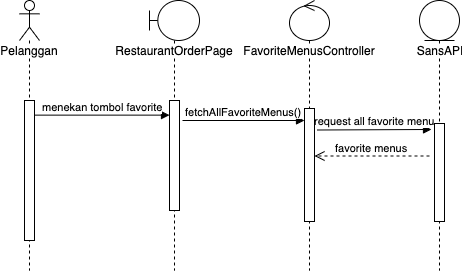 Pelanggan
RestaurantOrderPage
FavoriteMenusController
SansAPI
menekan tombol favorite
fetchAllFavoriteMenus()
request all favorite menu
favorite menus